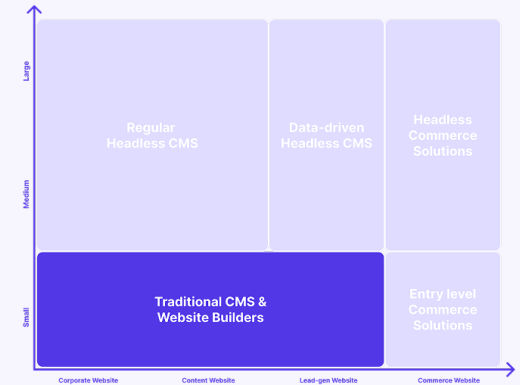 Large
Medium
Small
Regular
Headless CMS
Data-driven
Headless CMS
Headless
Commerce
Solutions
Traditional CMS &
Website Builders
Entry level
Commerce
Solutions
Corporate Website
Content Website
Lead-gen Website
Commerce Website